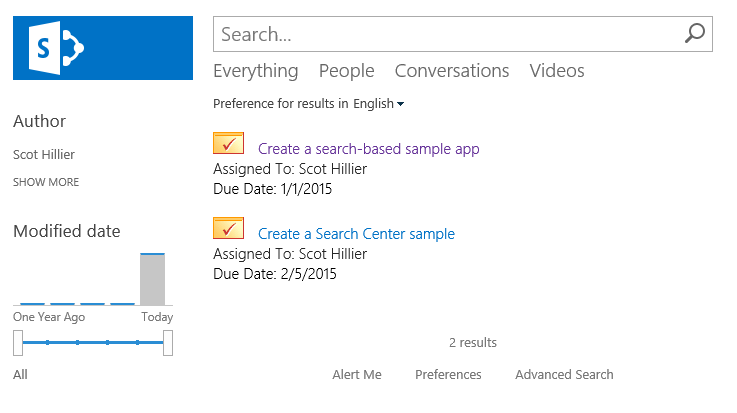 S
Search...
Everything People Conversations Videos
Preference for results in English
Author
Scot Hillier
SHOW MORE
Modified date
One Year Ago Today
All
Create a search-based sample app
Assigned To: Scot Hillier
Due Date: 1/1/2015
Create a Search Center sample
Assigned To: Scot Hillier
Due Date: 2/5/2015
2 results
Alert Me Preferences Advanced Search